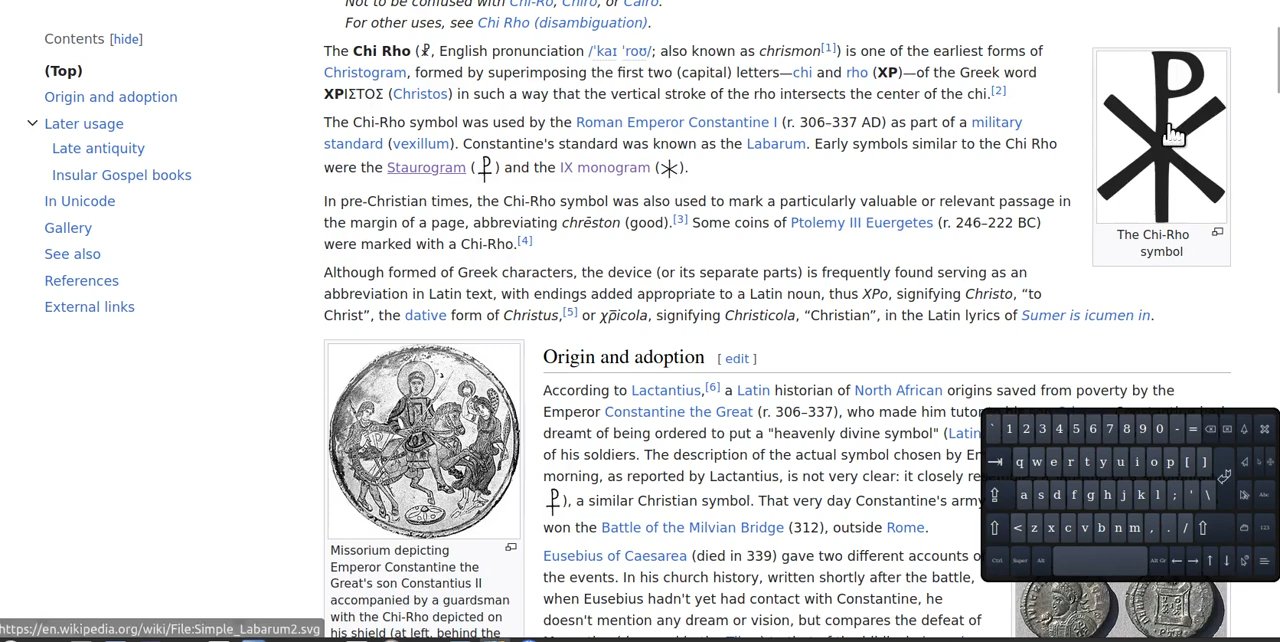 Not to be confused with Chi-Ro, Chiro, or Cairo.
For other uses, see Chi Rho (disambiguation).
Contents [hide]
(Top)
Origin and adoption
Later usage
Late antiquity
Insular Gospel books
In Unicode
Gallery
See also
References
External links
The Chi Rho (☧, English pronunciation /ˈkaɪ ˈroʊ/; also known as chrismon[1]) is one of the earliest forms of
Christogram, formed by superimposing the first two (capital) letters—chi and rho (ΧΡ)—of the Greek word
ΧΡΙΣΤΟΣ (Christos) in such a way that the vertical stroke of the rho intersects the center of the chi.[2]
The Chi-Rho symbol was used by the Roman Emperor Constantine I (r. 306–337 AD) as part of a military
standard (vexillum). Constantine's standard was known as the Labarum. Early symbols similar to the Chi Rho
were the Staurogram (⳨) and the IX monogram (🞶).
In pre-Christian times, the Chi-Rho symbol was also used to mark a particularly valuable or relevant passage in
the margin of a page, abbreviating chrēston (good).[3] Some coins of Ptolemy III Euergetes (r. 246–222 BC)
were marked with a Chi-Rho.[4]
Although formed of Greek characters, the device (or its separate parts) is frequently found serving as an
abbreviation in Latin text, with endings added appropriate to a Latin noun, thus XPo, signifying Christo, “to
Christ”, the dative form of Christus,[5] or χρ̅icola, signifying Christicola, “Christian”, in the Latin lyrics of Sumer is icumen in.
The Chi-Rho
symbol
Origin and adoption [ edit ]
According to Lactantius,[6] a Latin historian of North African origins saved from poverty by the
Emperor Constantine the Great (r. 306–337), who made him tutor
dreamt of being ordered to put a "heavenly divine symbol" (Latin
of his soldiers. The description of the actual symbol chosen by
morning, as reported by Lactantius, is not very clear: it closely
⳨), a similar Christian symbol. That very day Constantine's army
won the Battle of the Milvian Bridge (312), outside Rome.
Eusebius of Caesarea (died in 339) gave two different accounts
the events. In his church history, written shortly after the battle,
when Eusebius hadn't yet had contact with Constantine, he
doesn't mention any dream or vision, but compares the defeat of
Missorium depicting
Emperor Constantine the
Great's son Constantius II
accompanied by a guardsman
with the Chi-Rho depicted on
his shield (at left, behind the
` 1 2 3 4 5 6 7 8 9 0 - =
q w e r t y u i o p [ ]
a s d f g h j k l ; ' \ Abc
< z x c v b n m , . / 123
Ctrl Super Alt Alt Gr
https://en.wikipedia.org/wiki/File:Simple_Labarum2.svg